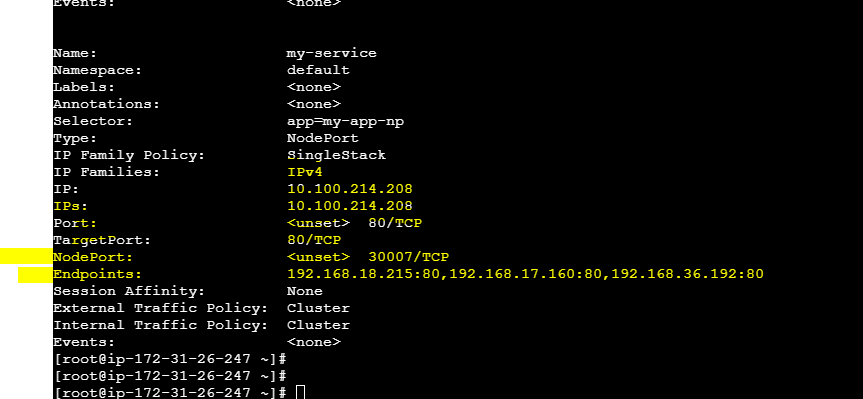 Events: <none>
Name: my-service
Namespace: default
Labels: <none>
Annotations: <none>
Selector: app=my-app-np
Type: NodePort
IP Family Policy: SingleStack
IP Families: IPv4
IP: 10.100.214.208
IPs: 10.100.214.208
Port: <unset> 80/TCP
TargetPort: 80/TCP
NodePort: <unset> 30007/TCP
Endpoints: 192.168.18.215:80,192.168.17.160:80,192.168.36.192:80
Session Affinity: None
External Traffic Policy: Cluster
Internal Traffic Policy: Cluster
Events: <none>
[root@ip-172-31-26-247 ~]#
[root@ip-172-31-26-247 ~]#
[root@ip-172-31-26-247 ~]#